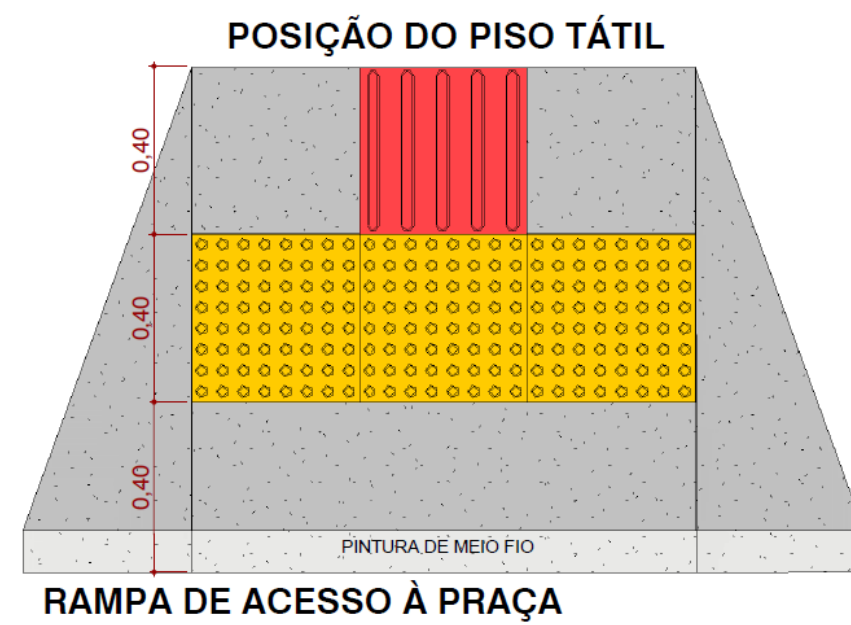 POSIÇÃO DO PISO TÁTIL
0,40
0,40
0,40
PINTURA DE MEIO FIO
RAMPA DE ACESSO À PRAÇA